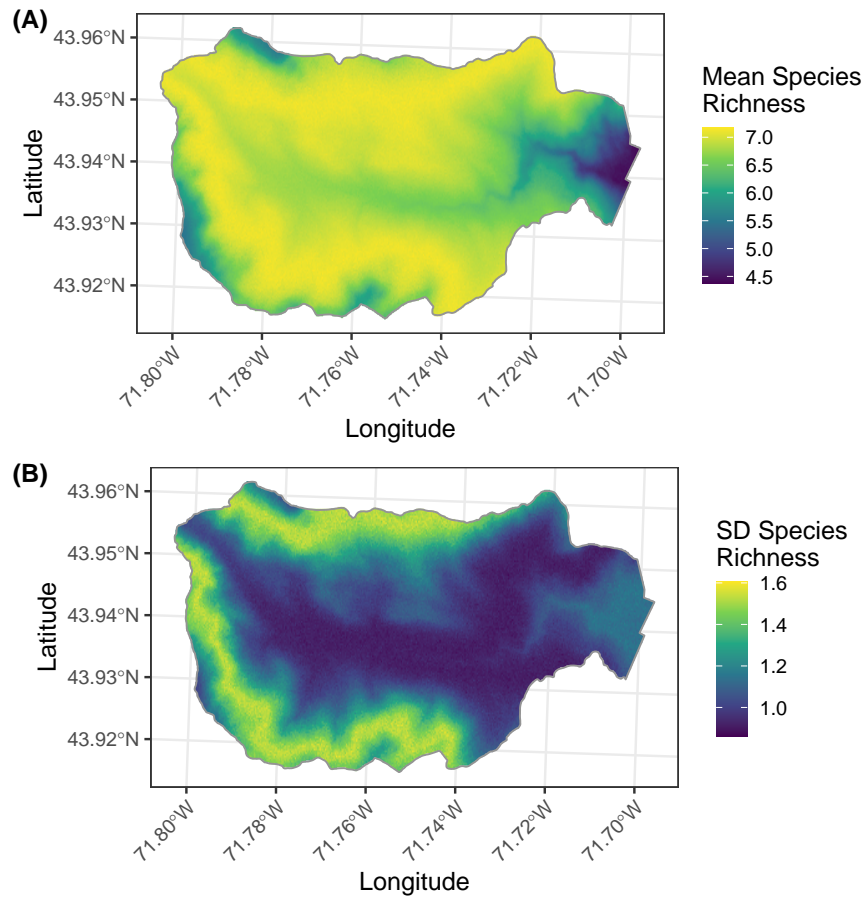 (A)
43.96°N
43.95°N
43.94°N
43.93°N
43.92°N
Latitude
71.80°W
71.78°W
71.76°W
71.74°W
71.72°W
71.70°W
Longitude
Mean Species
Richness
7.0
6.5
6.0
5.5
5.0
4.5
(B)
43.96°N
43.95°N
43.94°N
43.93°N
43.92°N
Latitude
71.80°W
71.78°W
71.76°W
71.74°W
71.72°W
71.70°W
Longitude
SD Species
Richness
1.6
1.4
1.2
1.0